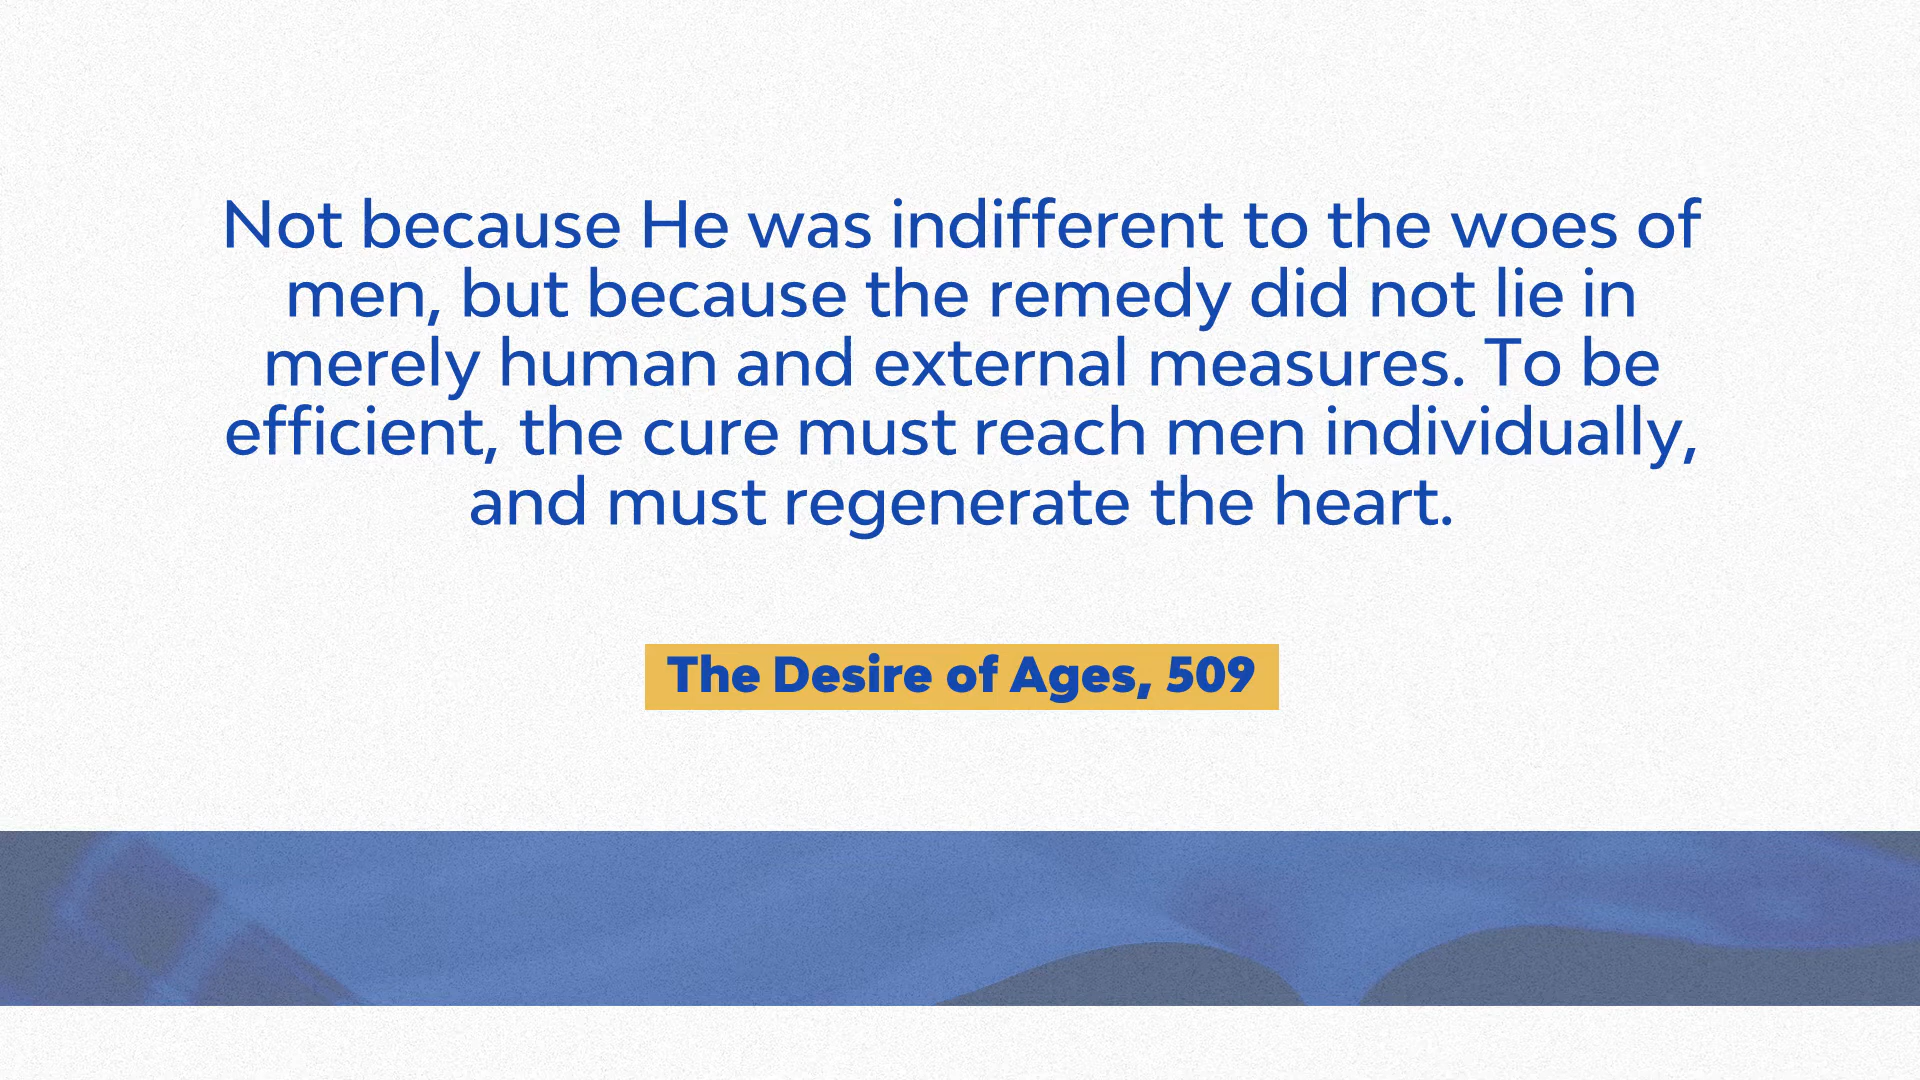 Not because He was indifferent to the woes of
men, but because the remedy did not lie in
merely human and external measures. To be
efficient, the cure must reach men individually,
and must regenerate the heart.
The Desire of Ages, 509